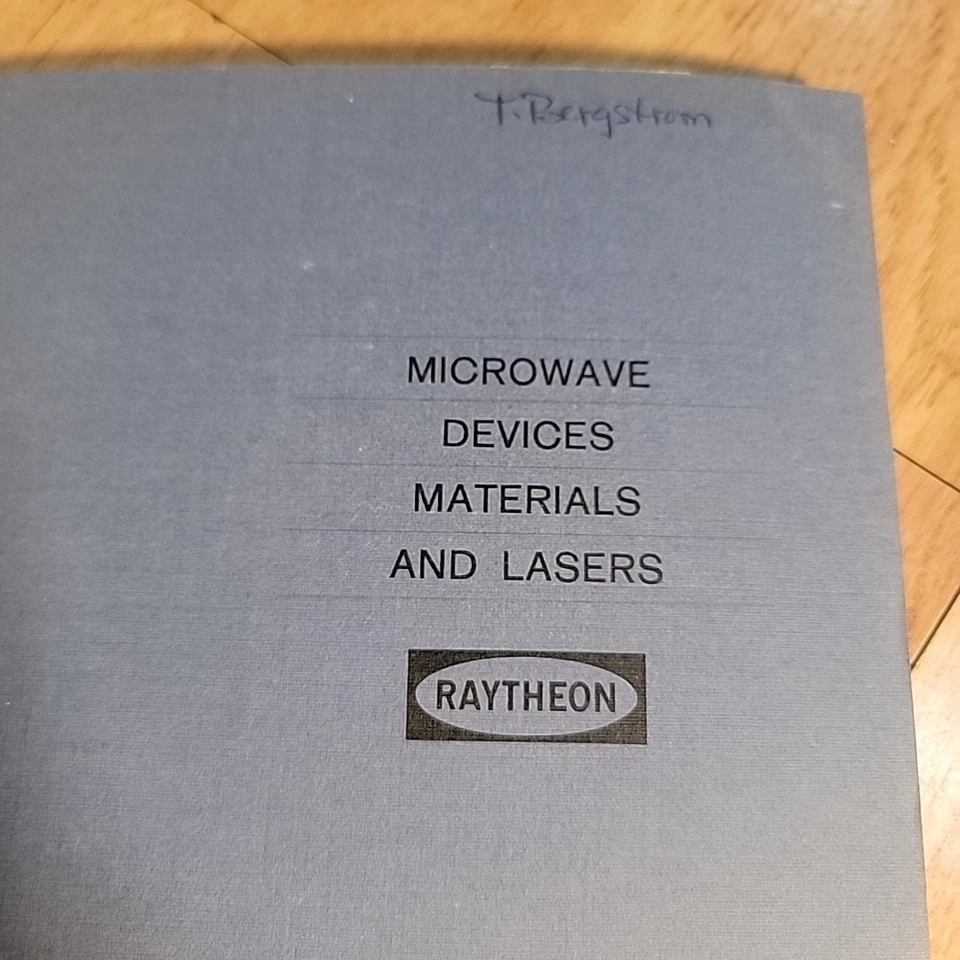 T. Bergstrom
MICROWAVE
DEVICES
MATERIALS
AND LASERS
RAYTHEON